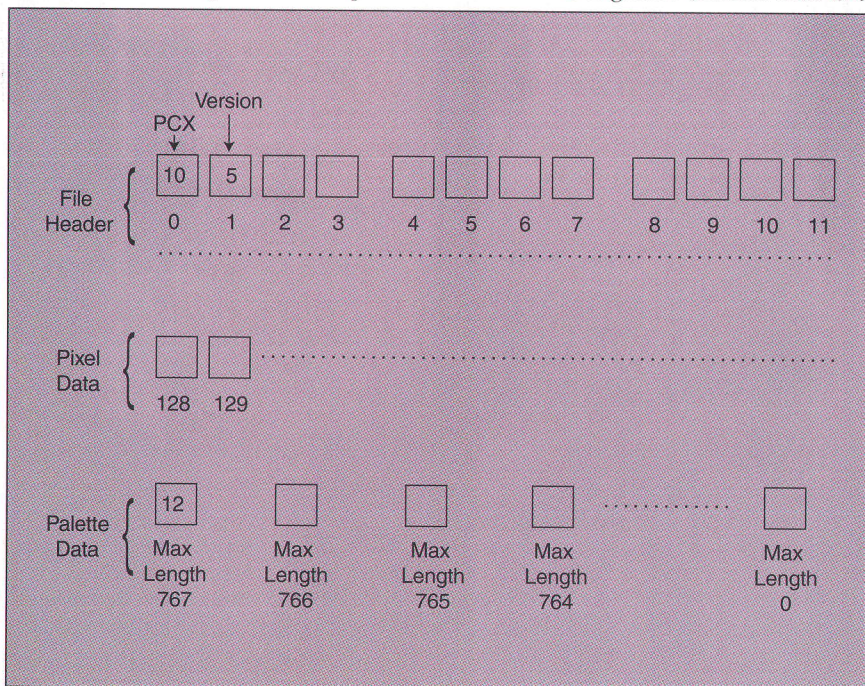 Version
PCX
10 5
File
Header
0 1 2 3 4 5 6 7 8 9 10 11
Pixel
Data
128 129
12
Palette
Data
Max Max Max Max Max
Length Length Length Length Length
767 766 765 764 0